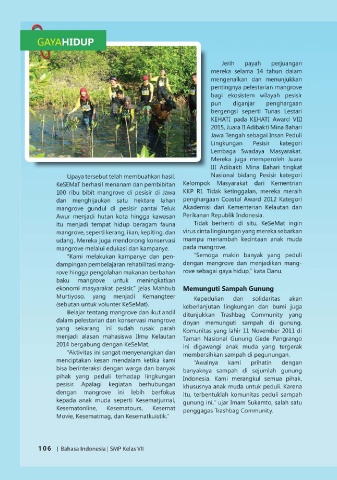 GAYAHIDUP
Upaya tersebut telah membuahkan hasil.
KeSEMaT berhasil menanam dan pembibitan
100 ribu bibit mangrove di pesisir di Jawa
dan menghijaukan satu hektare lahan
mangrove gundul di pesisir pantai Teluk
Awur menjadi hutan kota hingga kawasan
itu menjadi tempat hidup beragam fauna
mangrove, seperti kerang, ikan, kepiting, dan
udang. Mereka juga mendorong konservasi
mangrove melalui edukasi dan kampanye.
"Kami melakukan kampanye dan pen-
dampingan pembelajaran rehabilitasi mang-
rove hingga pengolahan makanan berbahan
baku mangrove untuk meningkatkan
ekonomi masyarakat pesisir," jelas Mahbub
Murtiyoso, yang menjadi Kemangteer
(sebutan untuk volunter KeSeMat).
Belajar tentang mangrove dan ikut andil
dalam pelestarian dan konservasi mangrove
yang sekarang ini sudah rusak parah
menjadi alasan mahasiswa Ilmu Kelautan
2014 bergabung dengan KeSeMat.
"Aktivitas ini sangat menyenangkan dan
menciptakan kesan mendalam ketika kami
bisa berinteraksi dengan warga dan banyak
pihak yang peduli terhadap lingkungan
pesisir. Apalagi kegiatan berhubungan
dengan mangrove ini lebih berfokus
kepada anak muda seperti Kesematjurnal,
Kesematonline, Kesematours, Kesemat
Movie, Kesematmag, dan Kesematkuistik."
Jerih payah perjuangan
mereka selama 14 tahun dalam
mengenalkan dan menunjukkan
pentingnya pelestarian mangrove
bagi ekosistem wilayah pesisir
pun diganjar penghargaan
bergengsi seperti Tunas Lestari
KEHATI pada KEHATI Award VIII
2015, Juara II Adibakti Mina Bahari
Jawa Tengah sebagai Insan Peduli
Lingkungan Pesisir kategori
Lembaga Swadaya Masyarakat.
Mereka juga memperoleh Juara
III Adibakti Mina Bahari tingkat
Nasional bidang Pesisir kategori
Kelompok Masyarakat dari Kementrian
KKP RI. Tidak ketinggalan, mereka meraih
penghargaan Coastal Award 2012 Kategori
Akademisi dari Kementerian Kelautan dan
Perikanan Republik Indonesia.
Tidak berhenti di situ, KeSeMat ingin
virus cinta lingkungan yang mereka sebarkan
mampu menambah kecintaan anak muda
pada mangrove.
"Semoga makin banyak yang peduli
dengan mangrove dan menjadikan mang-
rove sebagai gaya hidup," kata Danu.
Memunguti Sampah Gunung
Kepedulian dan solidaritas akan
keberlanjutan lingkungan dan bumi juga
ditunjukkan Trashbag Community yang
doyan memunguti sampah di gunung.
Komunitas yang lahir 11 November 2011 di
Taman Nasional Gunung Gede Pangrango
ini digawangi anak muda yang tergerak
membersihkan sampah di pegunungan.
"Awalnya kami prihatin dengan
banyaknya sampah di sejumlah gunung
Indonesia. Kami merangkul semua pihak,
khususnya anak muda untuk peduli. Karena
itu, terbentuklah komunitas peduli sampah
gunung ini," ujar Imam Sukamto, salah satu
penggagas Trashbag Community.
106 | Bahasa Indonesia | SMP Kelas VII